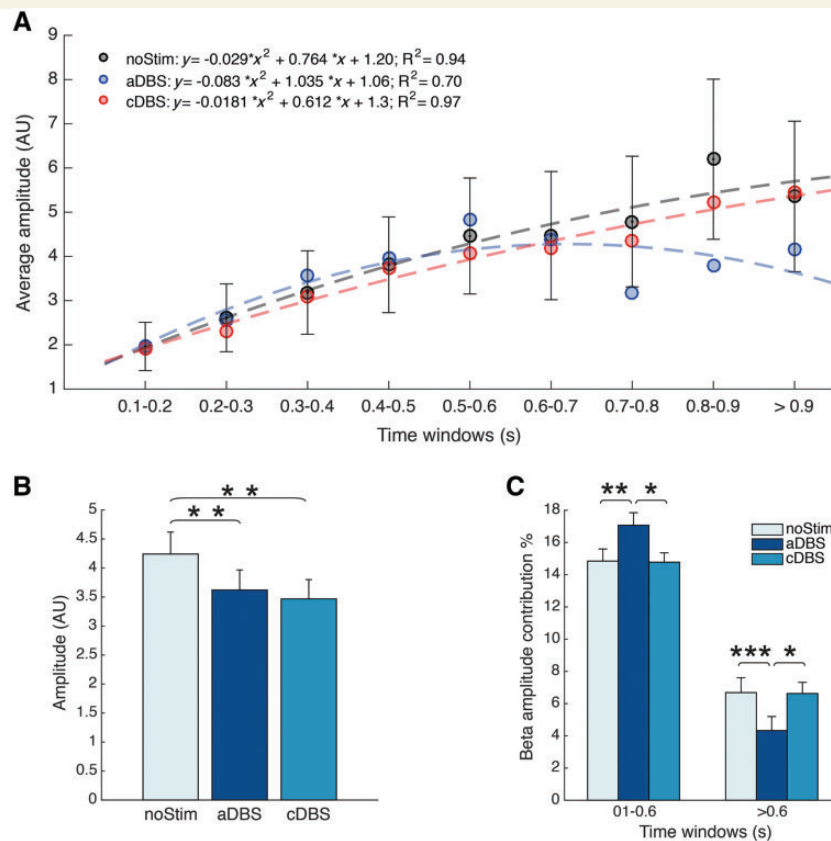 A
noStim: y= -0.029*x² + 0.764 *x + 1.20; R² = 0.94
aDBS: y= -0.083 *x² + 1.035 *x + 1.06; R² = 0.70
cDBS: y= -0.0181 *x² + 0.612 *x + 1.3; R² = 0.97
Average amplitude (AU)
9
8
7
6
5
4
3
2
1
0.1-0.2 0.2-0.3 0.3-0.4 0.4-0.5 0.5-0.6 0.6-0.7 0.7-0.8 0.8-0.9 > 0.9
Time windows (s)
B
* *
* *
Amplitude (AU)
5
4.5
4
3.5
3
2.5
2
1.5
1
0.5
0
noStim aDBS cDBS
C
** *
*** *
noStim
aDBS
cDBS
Beta amplitude contribution %
18
16
14
12
10
8
6
4
2
0
01-0.6 >0.6
Time windows (s)